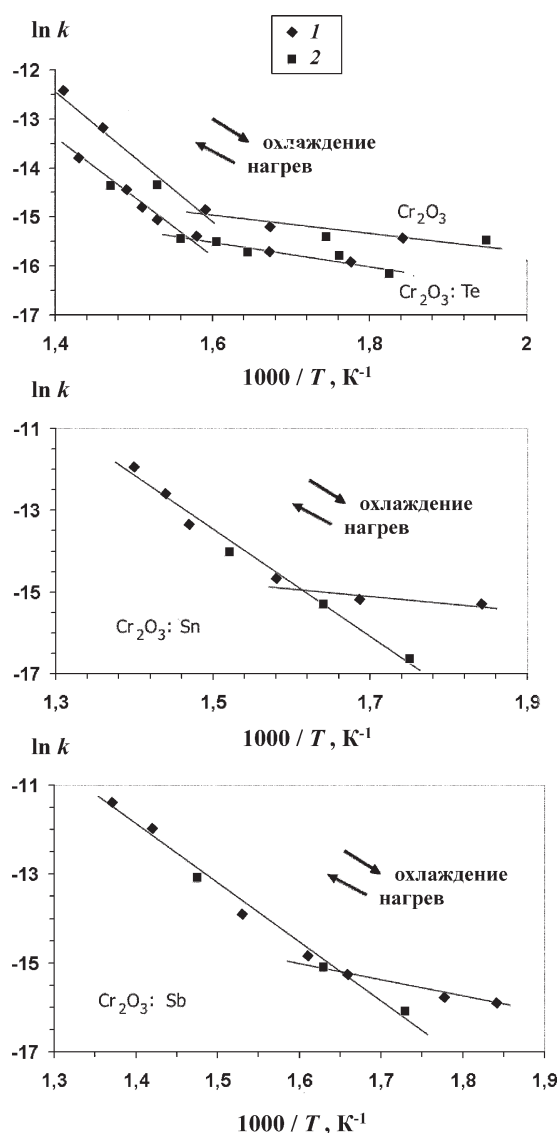 ln k
1
2
-12
-13
-14
-15
-16
-17
охлаждение
нагрев
Cr2O3
Cr2O3: Te
1,4 1,6 1,8 2
1000 / T , К-1
ln k
-11
-13
-15
-17
охлаждение
нагрев
Cr2O3: Sn
1,3 1,5 1,7 1,9
1000 / T , К-1
ln k
-11
-13
-15
-17
охлаждение
нагрев
Cr2O3: Sb
1,3 1,4 1,5 1,6 1,7 1,8 1,9
1000 / T , К-1